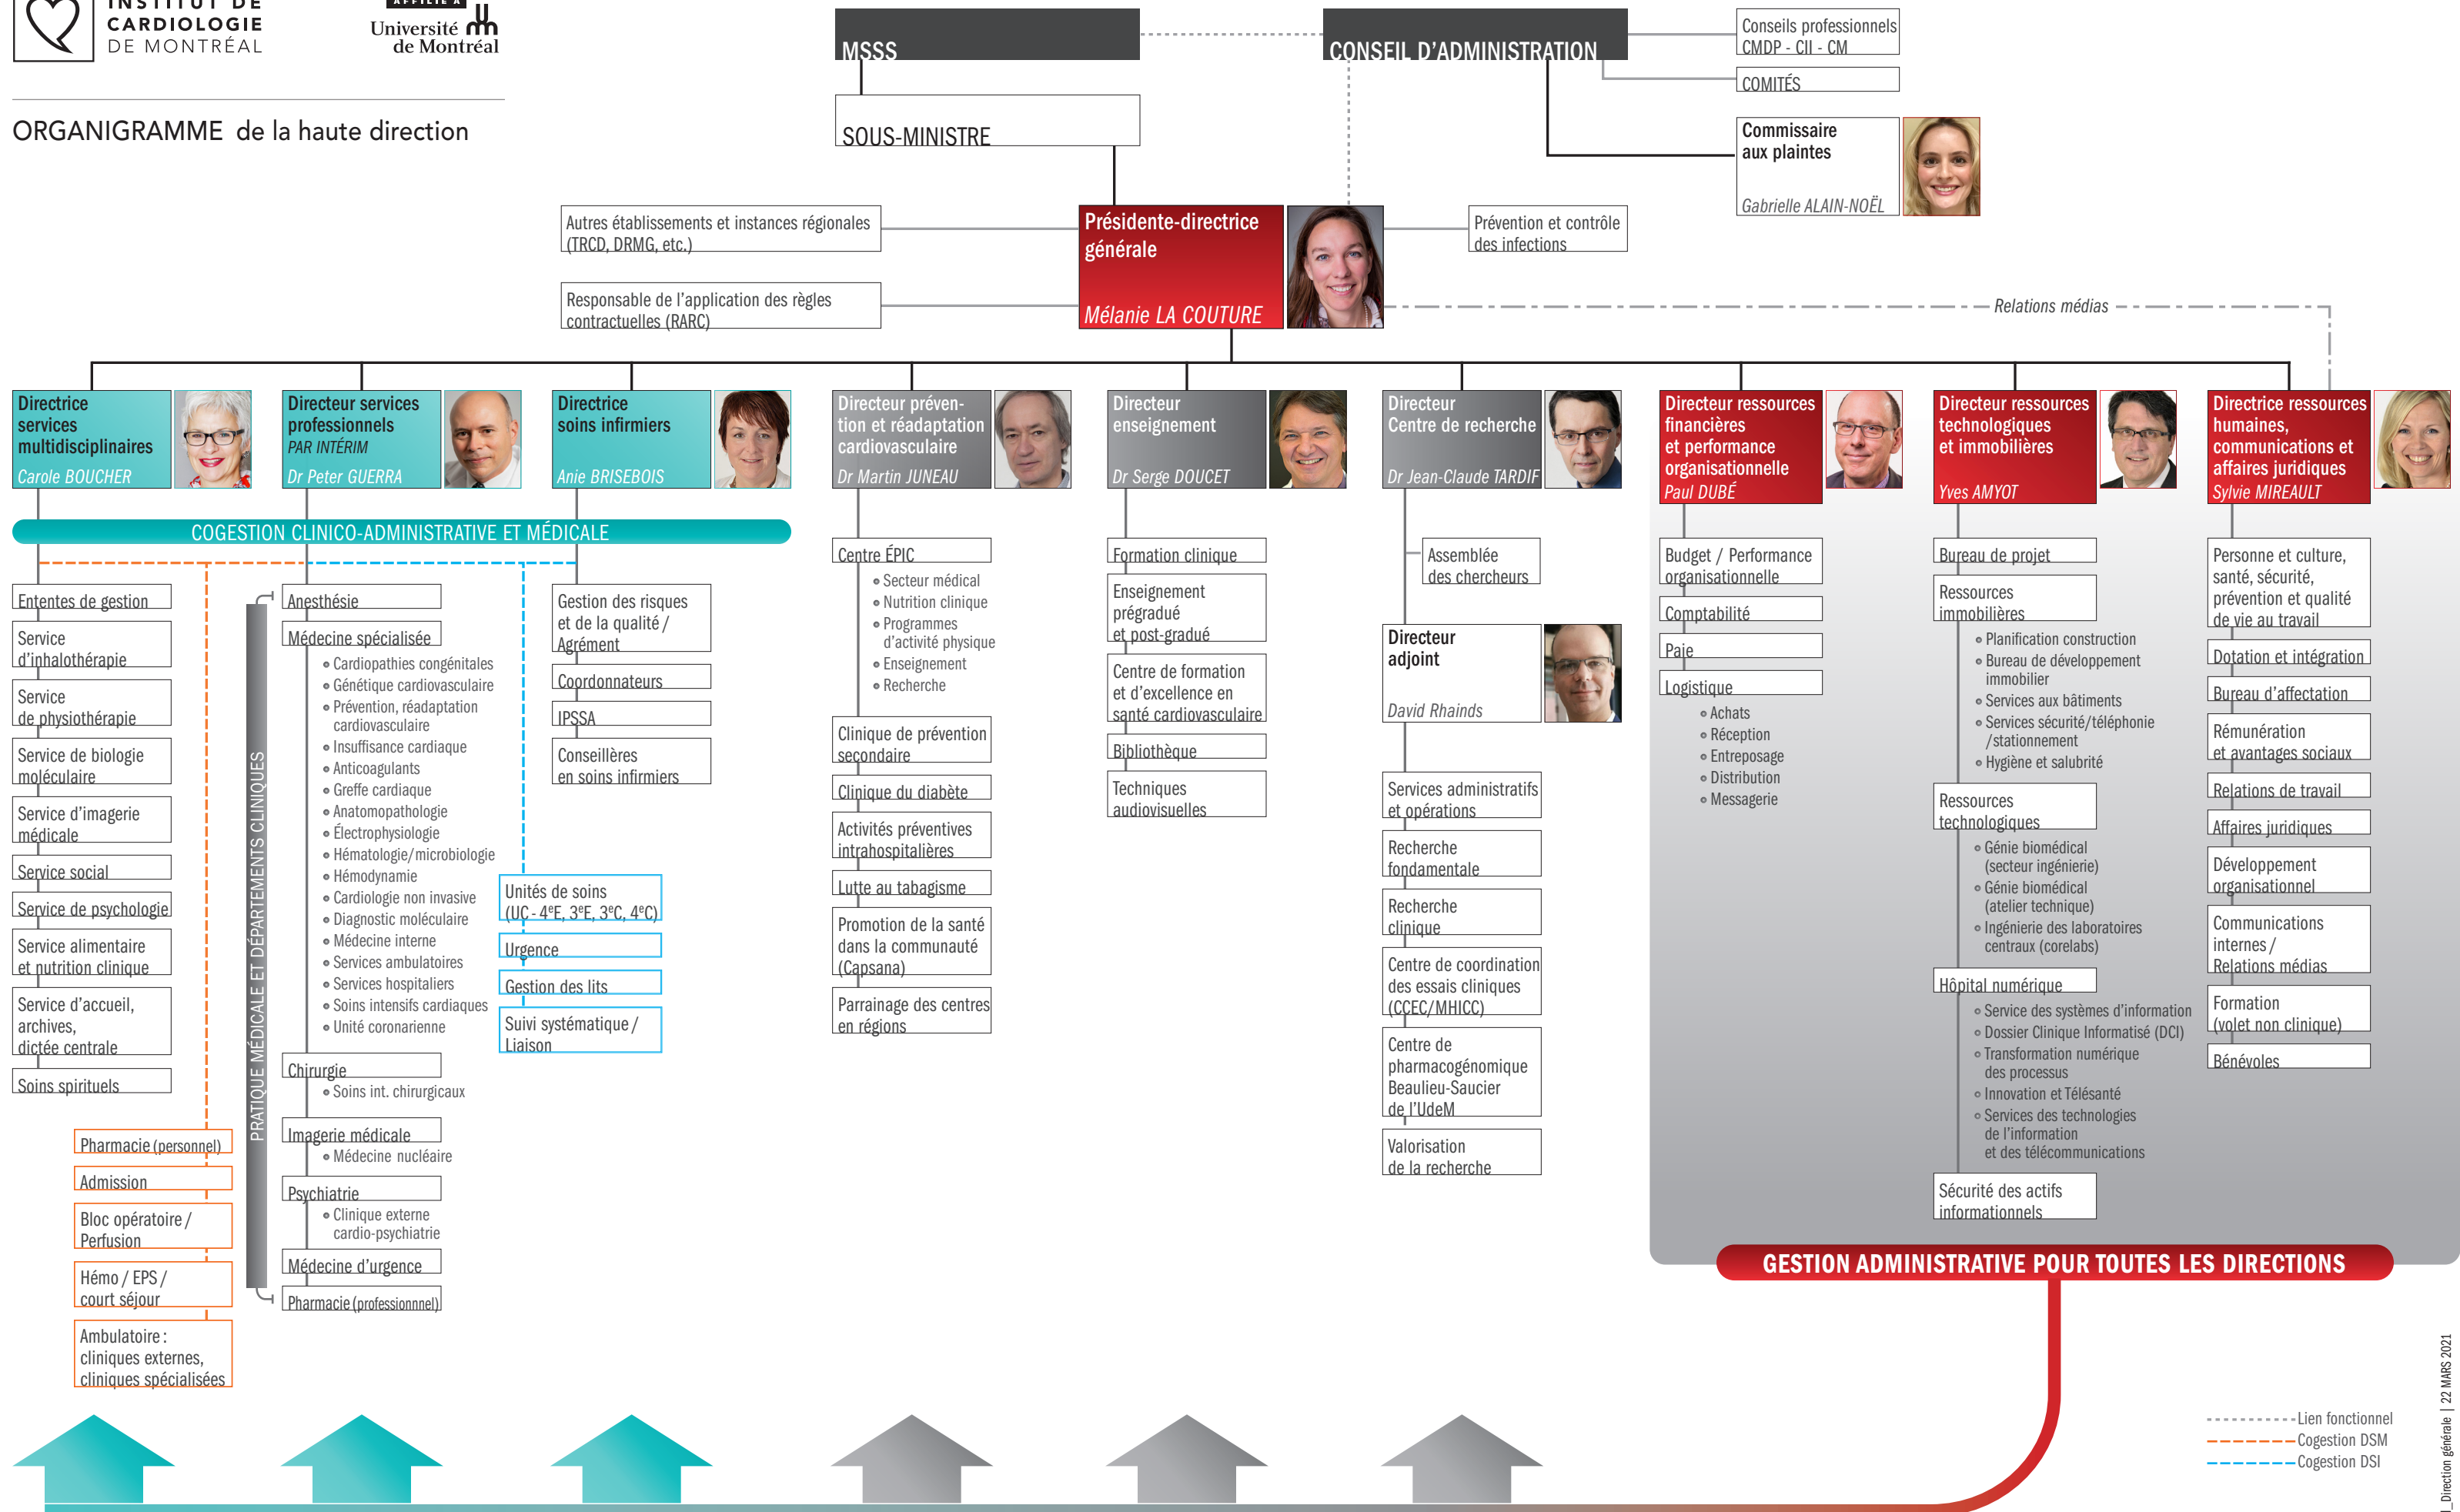 INSTITUT DE
CARDIOLOGIE
DE MONTRÉAL
AFFILIÉ À
Université
de Montréal
ORGANIGRAMME de la haute direction
MSSS
CONSEIL D'ADMINISTRATION
Conseils professionnels
CMDP - CII - CM
COMITÉS
SOUS-MINISTRE
Commissaire
aux plaintes
Gabrielle ALAIN-NOËL
Autres établissements et instances régionales
(TRCD, DRMG, etc.)
Responsable de l'application des règles
contractuelles (RARC)
Présidente-directrice
générale
Mélanie LA COUTURE
Prévention et contrôle
des infections
Relations médias
Directrice
services
multidisciplinaires
Carole BOUCHER
Directeur services
professionnels
PAR INTÉRIM
Dr Peter GUERRA
Directrice
soins infirmiers
Anie BRISEBOIS
Directeur préven-
tion et réadaptation
cardiovasculaire
Dr Martin JUNEAU
Directeur
enseignement
Dr Serge DOUCET
Directeur
Centre de recherche
Dr Jean-Claude TARDIF
Directeur ressources
financières
et performance
organisationnelle
Paul DUBÉ
Directeur ressources
technologiques
et immobilières
Yves AMYOT
Directrice ressources
humaines,
communications et
affaires juridiques
Sylvie MIREAULT
COGESTION CLINICO-ADMINISTRATIVE ET MÉDICALE
Ententes de gestion
Service
d'inhalothérapie
Service
de physiothérapie
Service de biologie
moléculaire
Service d'imagerie
médicale
Service social
Service de psychologie
Service alimentaire
et nutrition clinique
Service d'accueil,
archives,
dictée centrale
Soins spirituels
Pharmacie (personnel)
Admission
Bloc opératoire /
Perfusion
Hémo / EPS /
court séjour
Ambulatoire :
cliniques externes,
cliniques spécialisées
PRATIQUE MÉDICALE ET DÉPARTEMENTS CLINIQUES
Anesthésie
Médecine spécialisée
Cardiopathies congénitales
Génétique cardiovasculaire
Prévention, réadaptation
cardiovasculaire
Insuffisance cardiaque
Anticoagulants
Greffe cardiaque
Anatomopathologie
Électrophysiologie
Hématologie/microbiologie
Hémodynamie
Cardiologie non invasive
Diagnostic moléculaire
Médecine interne
Services ambulatoires
Services hospitaliers
Soins intensifs cardiaques
Unité coronarienne
Chirurgie
Soins int. chirurgicaux
Imagerie médicale
Médecine nucléaire
Psychiatrie
Clinique externe
cardio-psychiatrie
Médecine d'urgence
Pharmacie (professionnnel)
Gestion des risques
et de la qualité /
Agrément
Coordonnateurs
IPSSA
Conseillères
en soins infirmiers
Unités de soins
(UC - 4eE, 3eE, 3eC, 4eC)
Urgence
Gestion des lits
Suivi systématique /
Liaison
Centre ÉPIC
Secteur médical
Nutrition clinique
Programmes
d'activité physique
Enseignement
Recherche
Clinique de prévention
secondaire
Clinique du diabète
Activités préventives
intrahospitalières
Lutte au tabagisme
Promotion de la santé
dans la communauté
(Capsana)
Parrainage des centres
en régions
Formation clinique
Enseignement
prégradué
et post-gradué
Centre de formation
et d'excellence en
santé cardiovasculaire
Bibliothèque
Techniques
audiovisuelles
Assemblée
des chercheurs
Directeur
adjoint
David Rhainds
Services administratifs
et opérations
Recherche
fondamentale
Recherche
clinique
Centre de coordination
des essais cliniques
(CCEC/MHICC)
Centre de
pharmacogénomique
Beaulieu-Saucier
de l'UdeM
Valorisation
de la recherche
Budget / Performance
organisationnelle
Comptabilité
Paie
Logistique
Achats
Réception
Entreposage
Distribution
Messagerie
Bureau de projet
Ressources
immobilières
Planification construction
Bureau de développement
immobilier
Services aux bâtiments
Services sécurité/téléphonie
/stationnement
Hygiène et salubrité
Ressources
technologiques
Génie biomédical
(secteur ingénierie)
Génie biomédical
(atelier technique)
Ingénierie des laboratoires
centraux (corelabs)
Hôpital numérique
Service des systèmes d'information
Dossier Clinique Informatisé (DCI)
Transformation numérique
des processus
Innovation et Télésanté
Services des technologies
de l'information
et des télécommunications
Sécurité des actifs
informationnels
Personne et culture,
santé, sécurité,
prévention et qualité
de vie au travail
Dotation et intégration
Bureau d'affectation
Rémunération
et avantages sociaux
Relations de travail
Affaires juridiques
Développement
organisationnel
Communications
internes /
Relations médias
Formation
(volet non clinique)
Bénévoles
GESTION ADMINISTRATIVE POUR TOUTES LES DIRECTIONS
Lien fonctionnel
Cogestion DSM
Cogestion DSI
_Direction générale | 22 MARS 2021